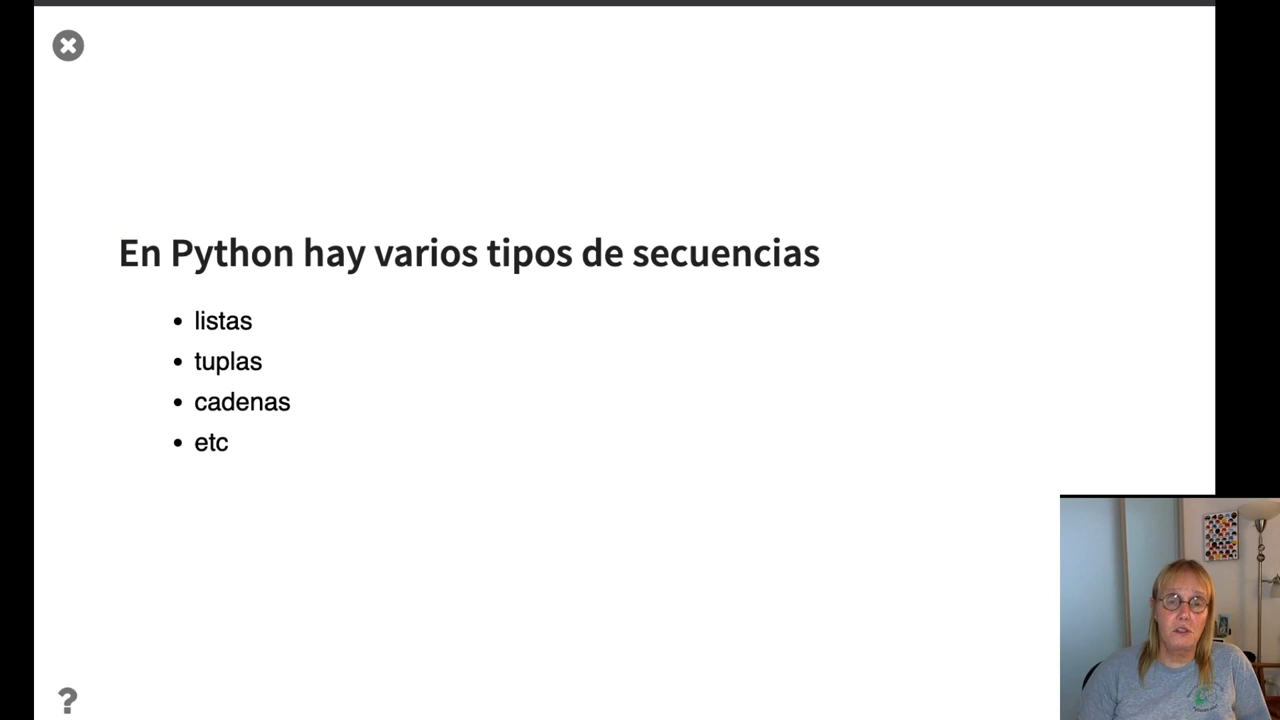 En Python hay varios tipos de secuencias
listas
tuplas
cadenas
etc
?